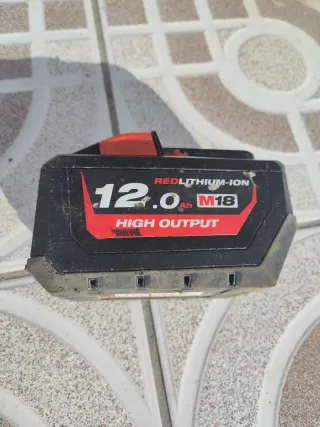 REDLITHIUM-ION
12.0Ah M18
HIGH OUTPUT